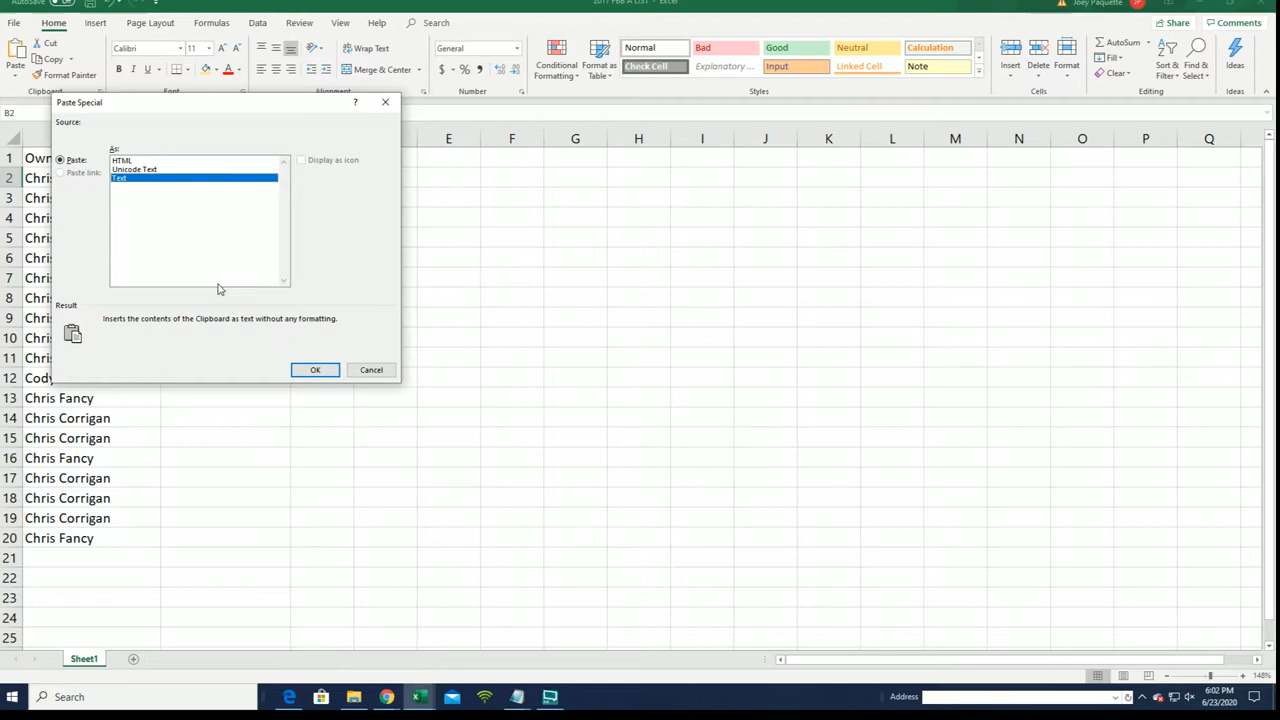 AutoSave
2017 FBB A LIST - Excel
Joey Paquette
JP
File Home Insert Page Layout Formulas Data Review View Help Search
Share Comments
Paste
Cut
Copy
Format Painter
Clipboard
Calibri 11
B I U
Font
Wrap Text
Merge & Center
Alignment
General
$ % ,
Number
Conditional Formatting
Format as Table
Normal Bad Good Neutral Calculation
Check Cell Explanatory ... Input Linked Cell Note
Styles
Insert Delete Format
Cells
AutoSum
Fill
Clear
Sort & Filter
Find & Select
Editing
Ideas
Ideas
B2
Paste Special ?
Source:
As:
Paste:
Paste link:
HTML
Unicode Text
Text
Display as icon
Result
Inserts the contents of the Clipboard as text without any formatting.
OK Cancel
E F G H I J K L M N O P Q
1 Own
2 Chris
3 Chris
4 Chris
5 Chris
6 Chris
7 Chris
8 Chris
9 Chris
10 Chris
11 Chris
12 Cody
13 Chris Fancy
14 Chris Corrigan
15 Chris Corrigan
16 Chris Fancy
17 Chris Corrigan
18 Chris Corrigan
19 Chris Corrigan
20 Chris Fancy
21
22
23
24
25
Sheet1
148%
Search
Address
6:02 PM
6/23/2020